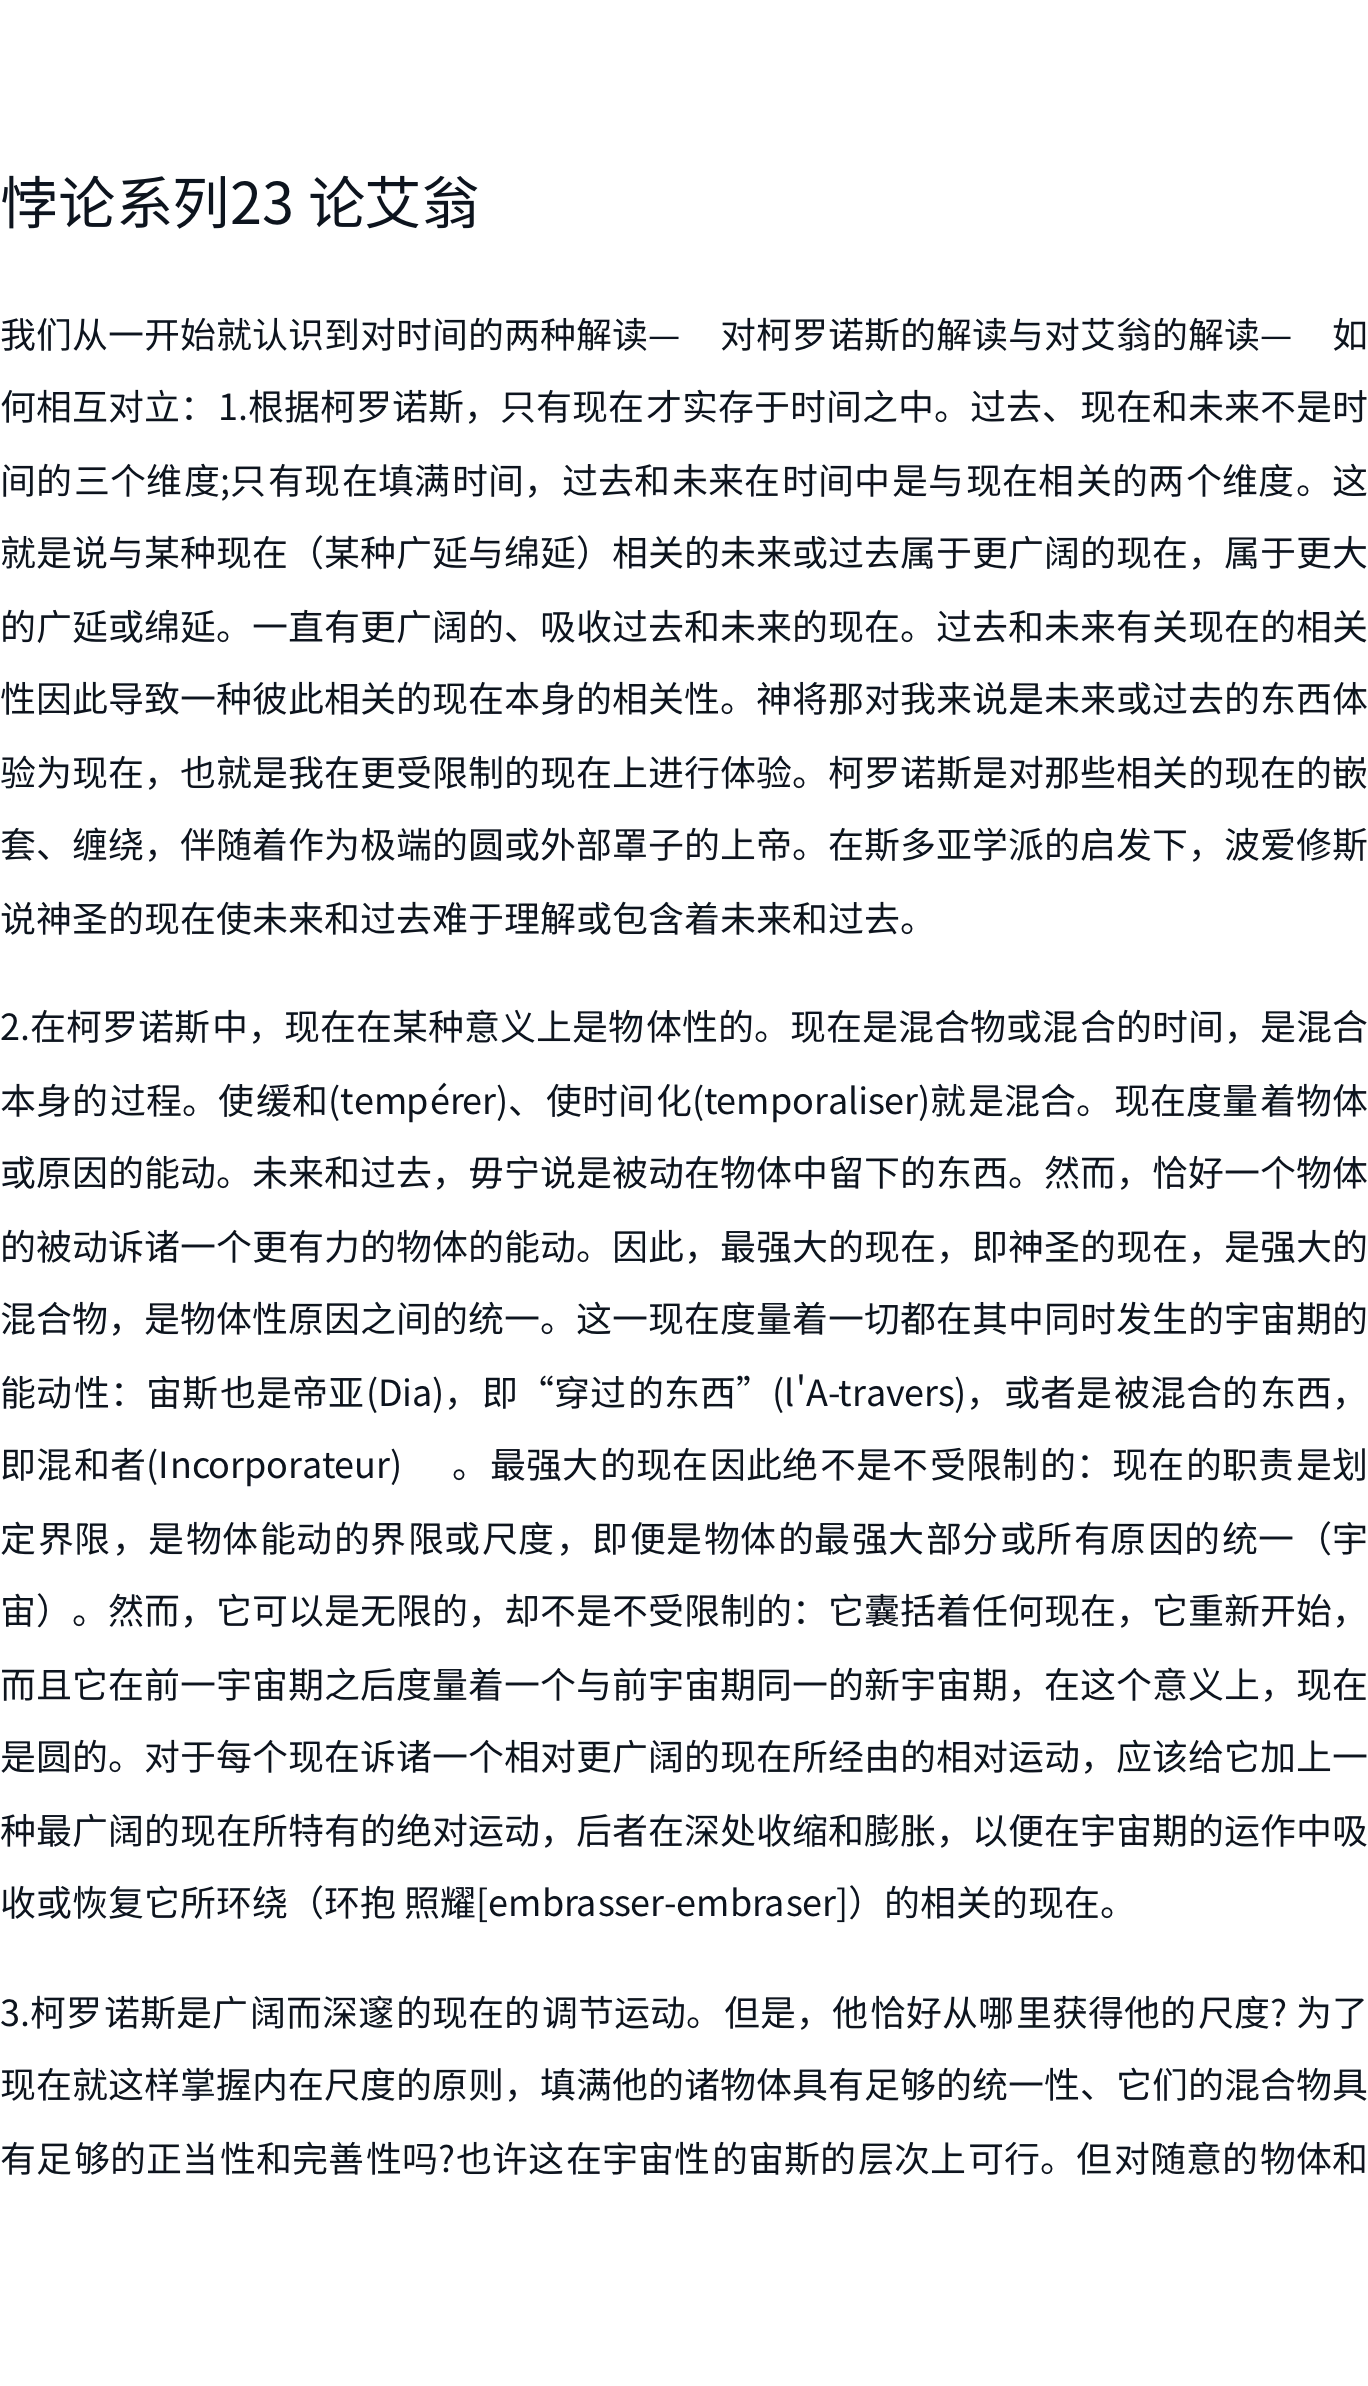 悖论系列23 论艾翁
我们从一开始就认识到对时间的两种解读— 对柯罗诺斯的解读与对艾翁的解读— 如
何相互对立：1.根据柯罗诺斯，只有现在才实存于时间之中。过去、现在和未来不是时
间的三个维度;只有现在填满时间，过去和未来在时间中是与现在相关的两个维度。这
就是说与某种现在（某种广延与绵延）相关的未来或过去属于更广阔的现在，属于更大
的广延或绵延。一直有更广阔的、吸收过去和未来的现在。过去和未来有关现在的相关
性因此导致一种彼此相关的现在本身的相关性。神将那对我来说是未来或过去的东西体
验为现在，也就是我在更受限制的现在上进行体验。柯罗诺斯是对那些相关的现在的嵌
套、缠绕，伴随着作为极端的圆或外部罩子的上帝。在斯多亚学派的启发下，波爱修斯
说神圣的现在使未来和过去难于理解或包含着未来和过去。
2.在柯罗诺斯中，现在在某种意义上是物体性的。现在是混合物或混合的时间，是混合
本身的过程。使缓和(tempérer)、使时间化(temporaliser)就是混合。现在度量着物体
或原因的能动。未来和过去，毋宁说是被动在物体中留下的东西。然而，恰好一个物体
的被动诉诸一个更有力的物体的能动。因此，最强大的现在，即神圣的现在，是强大的
混合物，是物体性原因之间的统一。这一现在度量着一切都在其中同时发生的宇宙期的
能动性：宙斯也是帝亚(Dia)，即“穿过的东西”(l'A-travers)，或者是被混合的东西，
即混和者(Incorporateur) 。最强大的现在因此绝不是不受限制的：现在的职责是划
定界限，是物体能动的界限或尺度，即便是物体的最强大部分或所有原因的统一（宇
宙）。然而，它可以是无限的，却不是不受限制的：它囊括着任何现在，它重新开始，
而且它在前一宇宙期之后度量着一个与前宇宙期同一的新宇宙期，在这个意义上，现在
是圆的。对于每个现在诉诸一个相对更广阔的现在所经由的相对运动，应该给它加上一
种最广阔的现在所特有的绝对运动，后者在深处收缩和膨胀，以便在宇宙期的运作中吸
收或恢复它所环绕（环抱 照耀[embrasser-embraser]）的相关的现在。
3.柯罗诺斯是广阔而深邃的现在的调节运动。但是，他恰好从哪里获得他的尺度? 为了
现在就这样掌握内在尺度的原则，填满他的诸物体具有足够的统一性、它们的混合物具
有足够的正当性和完善性吗?也许这在宇宙性的宙斯的层次上可行。但对随意的物体和